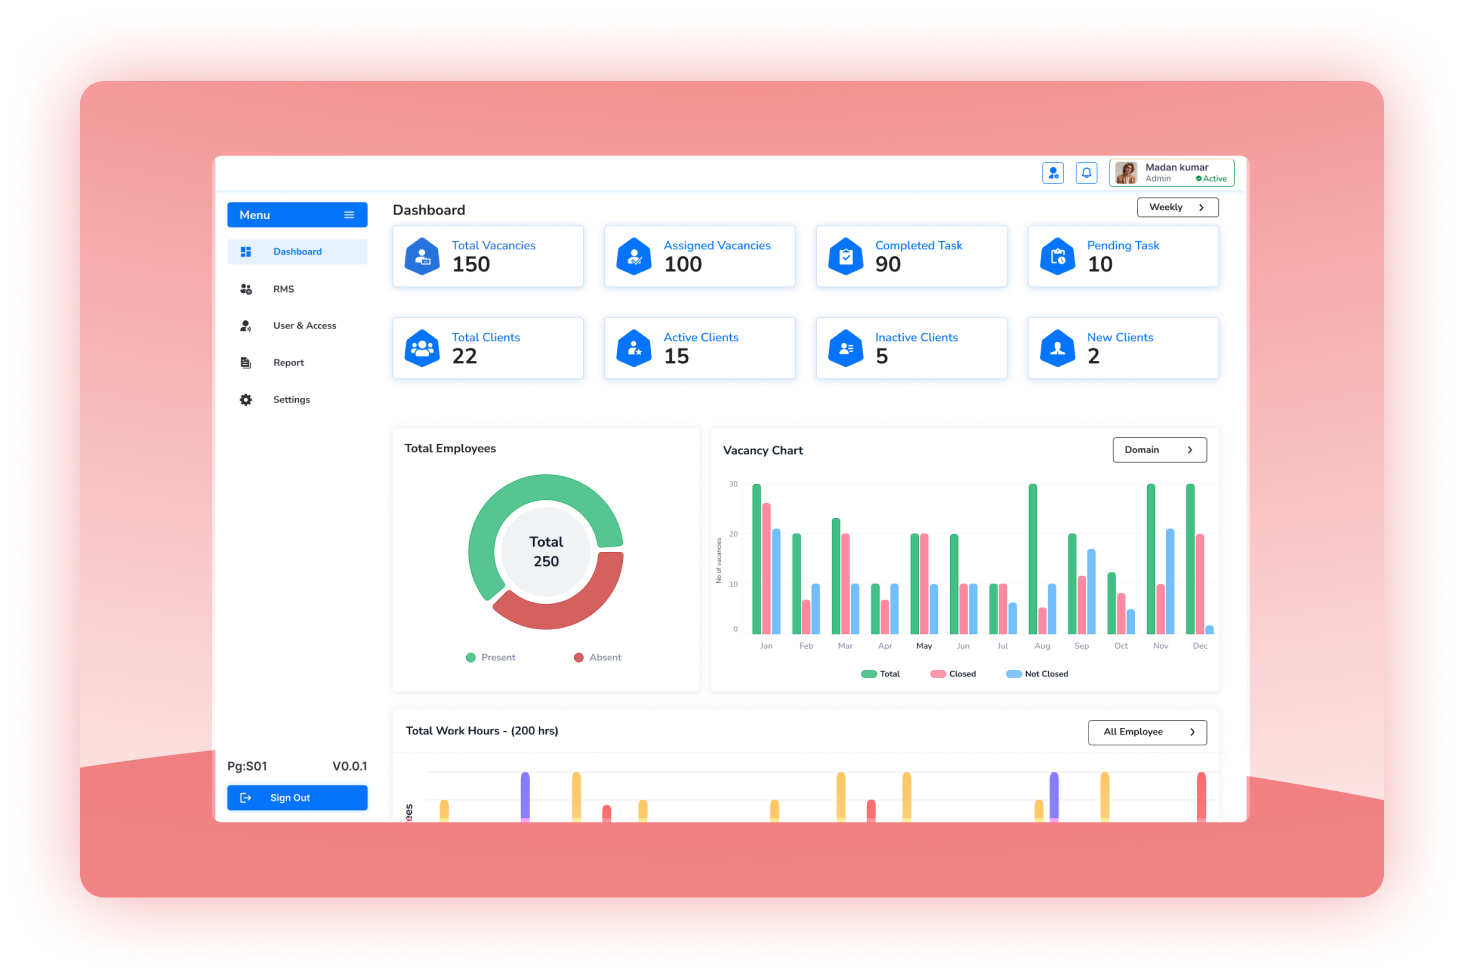 Madan kumar
Admin
Active
Menu
Dashboard
RMS
User & Access
Report
Settings
Pg:S01
V0.0.1
Sign Out
Dashboard
Weekly
Total Vacancies
150
Assigned Vacancies
100
Completed Task
90
Pending Task
10
Total Clients
22
Active Clients
15
Inactive Clients
5
New Clients
2
Total Employees
Total
250
Present
Absent
Vacancy Chart
Domain
No of vacancies
30
20
10
0
Jan Feb Mar Apr May Jun Jul Aug Sep Oct Nov Dec
Total
Closed
Not Closed
Total Work Hours - (200 hrs)
All Employee